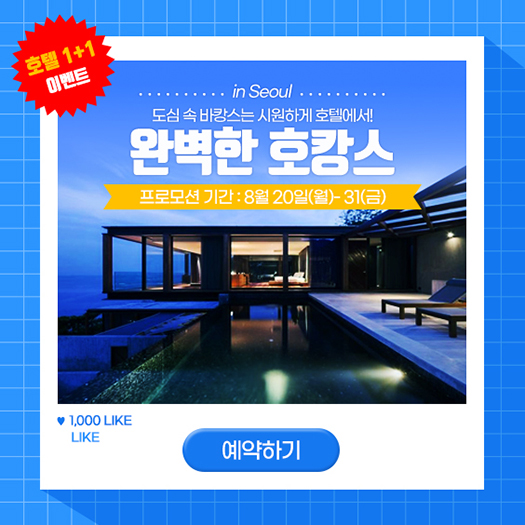 호텔 1+1
이벤트
in Seoul
도심 속 바캉스는 시원하게 호텔에서!
완벽한 호캉스
프로모션 기간 : 8월 20일(월)- 31(금)
♥ 1,000 LIKE
LIKE
예약하기